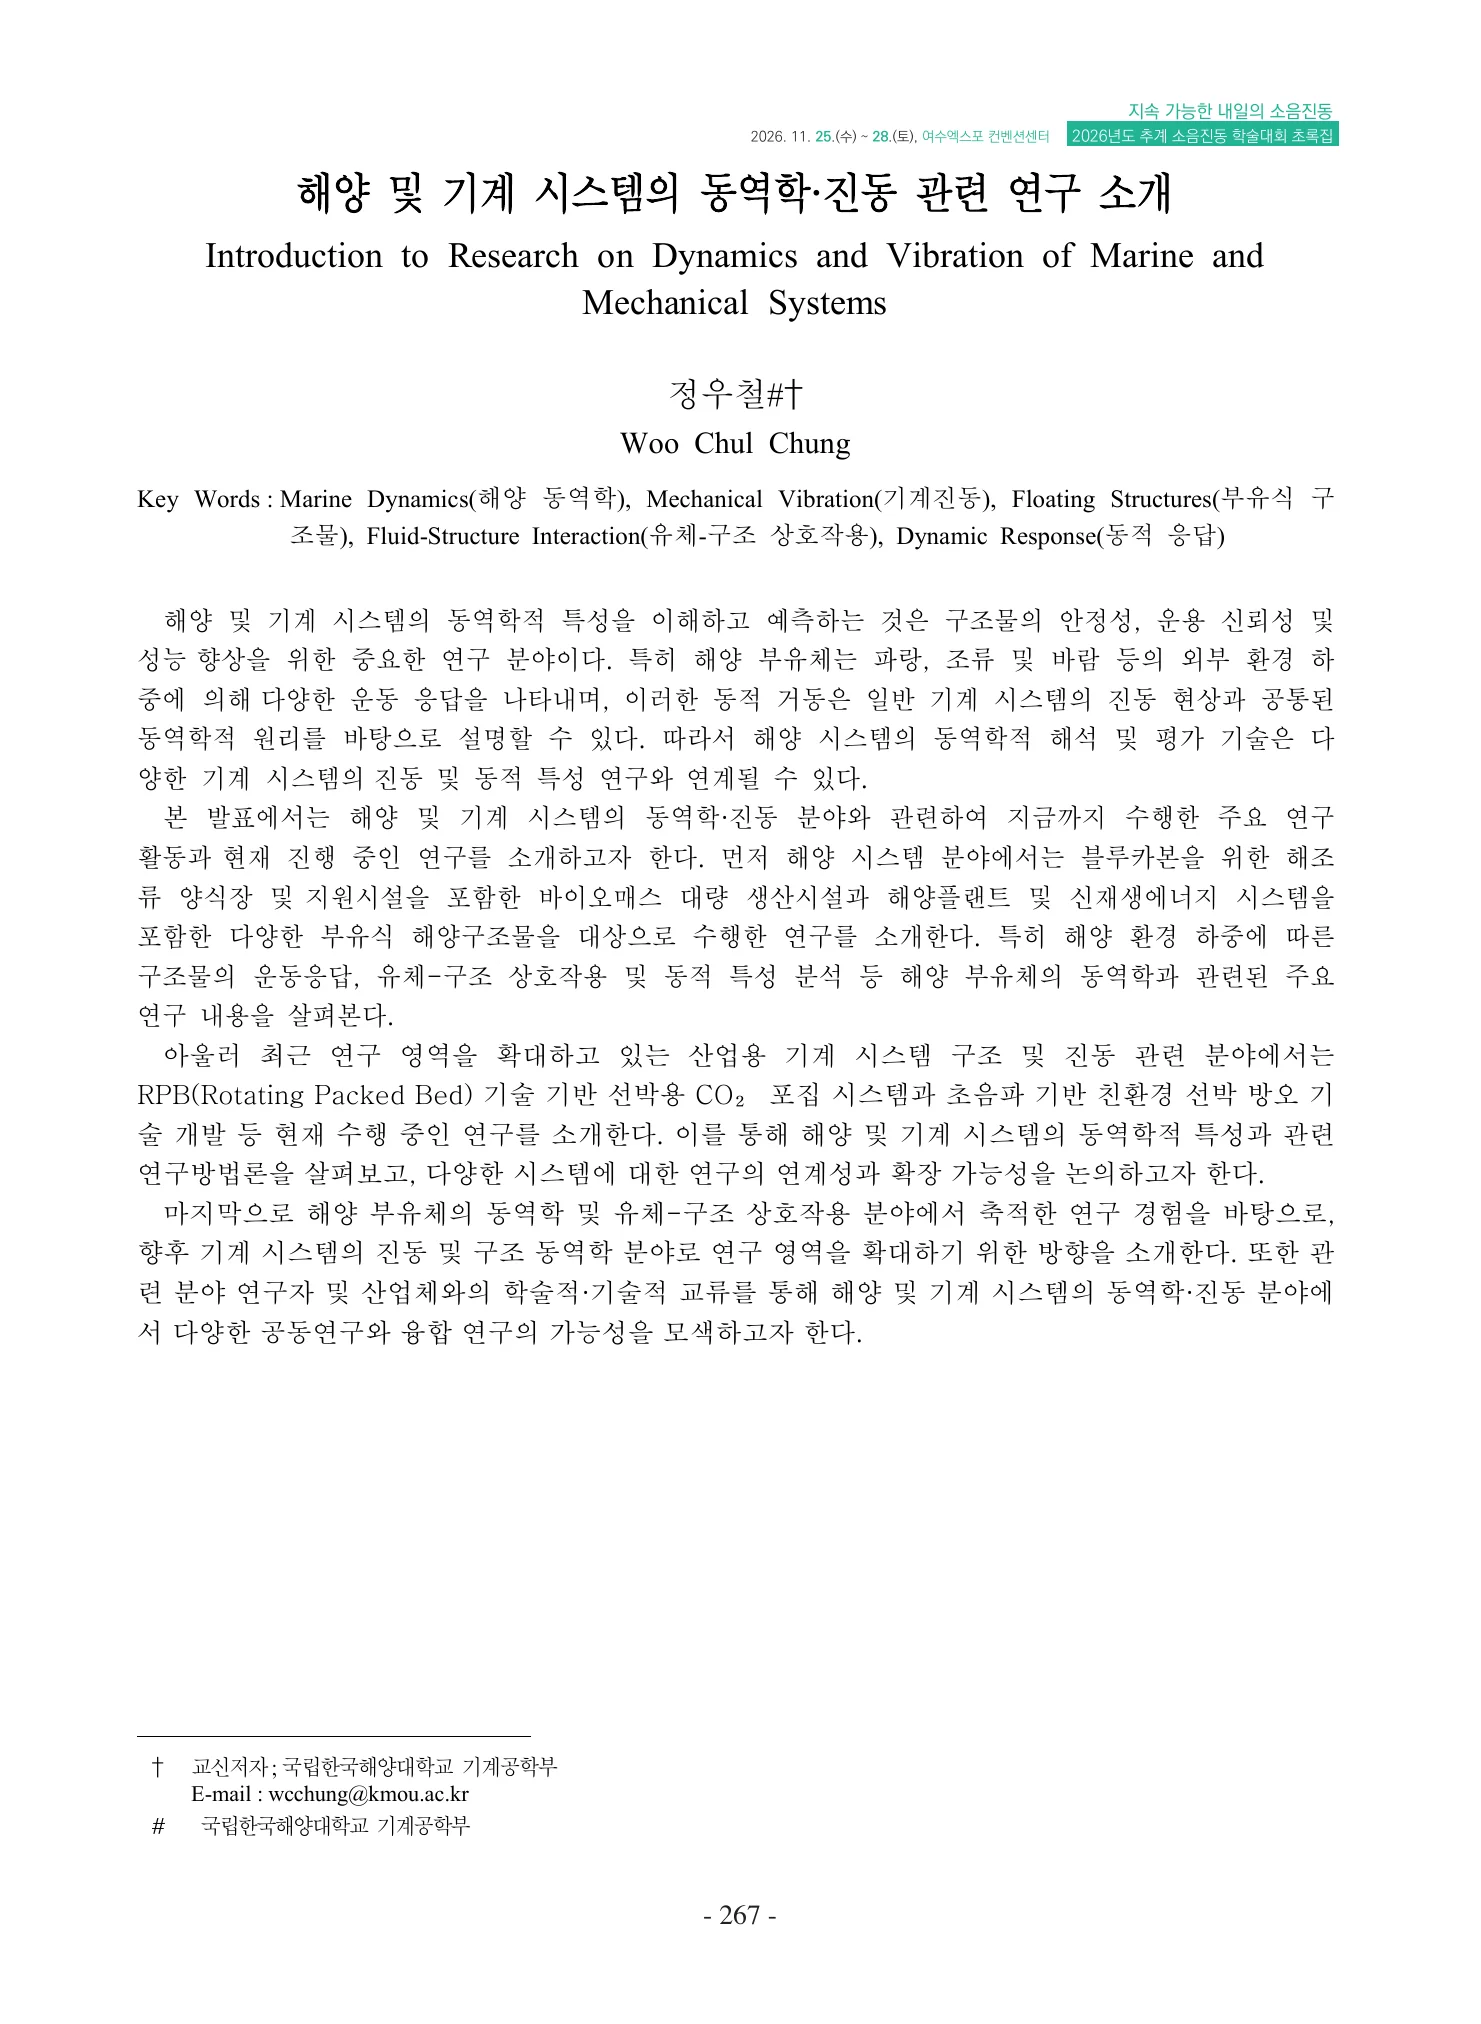 지속 가능한 내일의 소음진동
2026. 11. 25.(수) ~ 28.(토), 여수엑스포 컨벤션센터 2026년도 추계 소음진동 학술대회 초록집
해양 및 기계 시스템의 동역학·진동 관련 연구 소개
Introduction to Research on Dynamics and Vibration of Marine and
Mechanical Systems
정우철#†
Woo Chul Chung
Key Words : Marine Dynamics(해양 동역학), Mechanical Vibration(기계진동), Floating Structures(부유식 구
조물), Fluid-Structure Interaction(유체-구조 상호작용), Dynamic Response(동적 응답)
해양 및 기계 시스템의 동역학적 특성을 이해하고 예측하는 것은 구조물의 안정성, 운용 신뢰성 및
성능 향상을 위한 중요한 연구 분야이다. 특히 해양 부유체는 파랑, 조류 및 바람 등의 외부 환경 하
중에 의해 다양한 운동 응답을 나타내며, 이러한 동적 거동은 일반 기계 시스템의 진동 현상과 공통된
동역학적 원리를 바탕으로 설명할 수 있다. 따라서 해양 시스템의 동역학적 해석 및 평가 기술은 다
양한 기계 시스템의 진동 및 동적 특성 연구와 연계될 수 있다.
본 발표에서는 해양 및 기계 시스템의 동역학·진동 분야와 관련하여 지금까지 수행한 주요 연구
활동과 현재 진행 중인 연구를 소개하고자 한다. 먼저 해양 시스템 분야에서는 블루카본을 위한 해조
류 양식장 및 지원시설을 포함한 바이오매스 대량 생산시설과 해양플랜트 및 신재생에너지 시스템을
포함한 다양한 부유식 해양구조물을 대상으로 수행한 연구를 소개한다. 특히 해양 환경 하중에 따른
구조물의 운동응답, 유체-구조 상호작용 및 동적 특성 분석 등 해양 부유체의 동역학과 관련된 주요
연구 내용을 살펴본다.
아울러 최근 연구 영역을 확대하고 있는 산업용 기계 시스템 구조 및 진동 관련 분야에서는
RPB(Rotating Packed Bed) 기술 기반 선박용 CO₂ 포집 시스템과 초음파 기반 친환경 선박 방오 기
술 개발 등 현재 수행 중인 연구를 소개한다. 이를 통해 해양 및 기계 시스템의 동역학적 특성과 관련
연구방법론을 살펴보고, 다양한 시스템에 대한 연구의 연계성과 확장 가능성을 논의하고자 한다.
마지막으로 해양 부유체의 동역학 및 유체-구조 상호작용 분야에서 축적한 연구 경험을 바탕으로,
향후 기계 시스템의 진동 및 구조 동역학 분야로 연구 영역을 확대하기 위한 방향을 소개한다. 또한 관
련 분야 연구자 및 산업체와의 학술적·기술적 교류를 통해 해양 및 기계 시스템의 동역학·진동 분야에
서 다양한 공동연구와 융합 연구의 가능성을 모색하고자 한다.
† 교신저자 ; 국립한국해양대학교 기계공학부
E-mail : wcchung@kmou.ac.kr
# 국립한국해양대학교 기계공학부
- 267 -